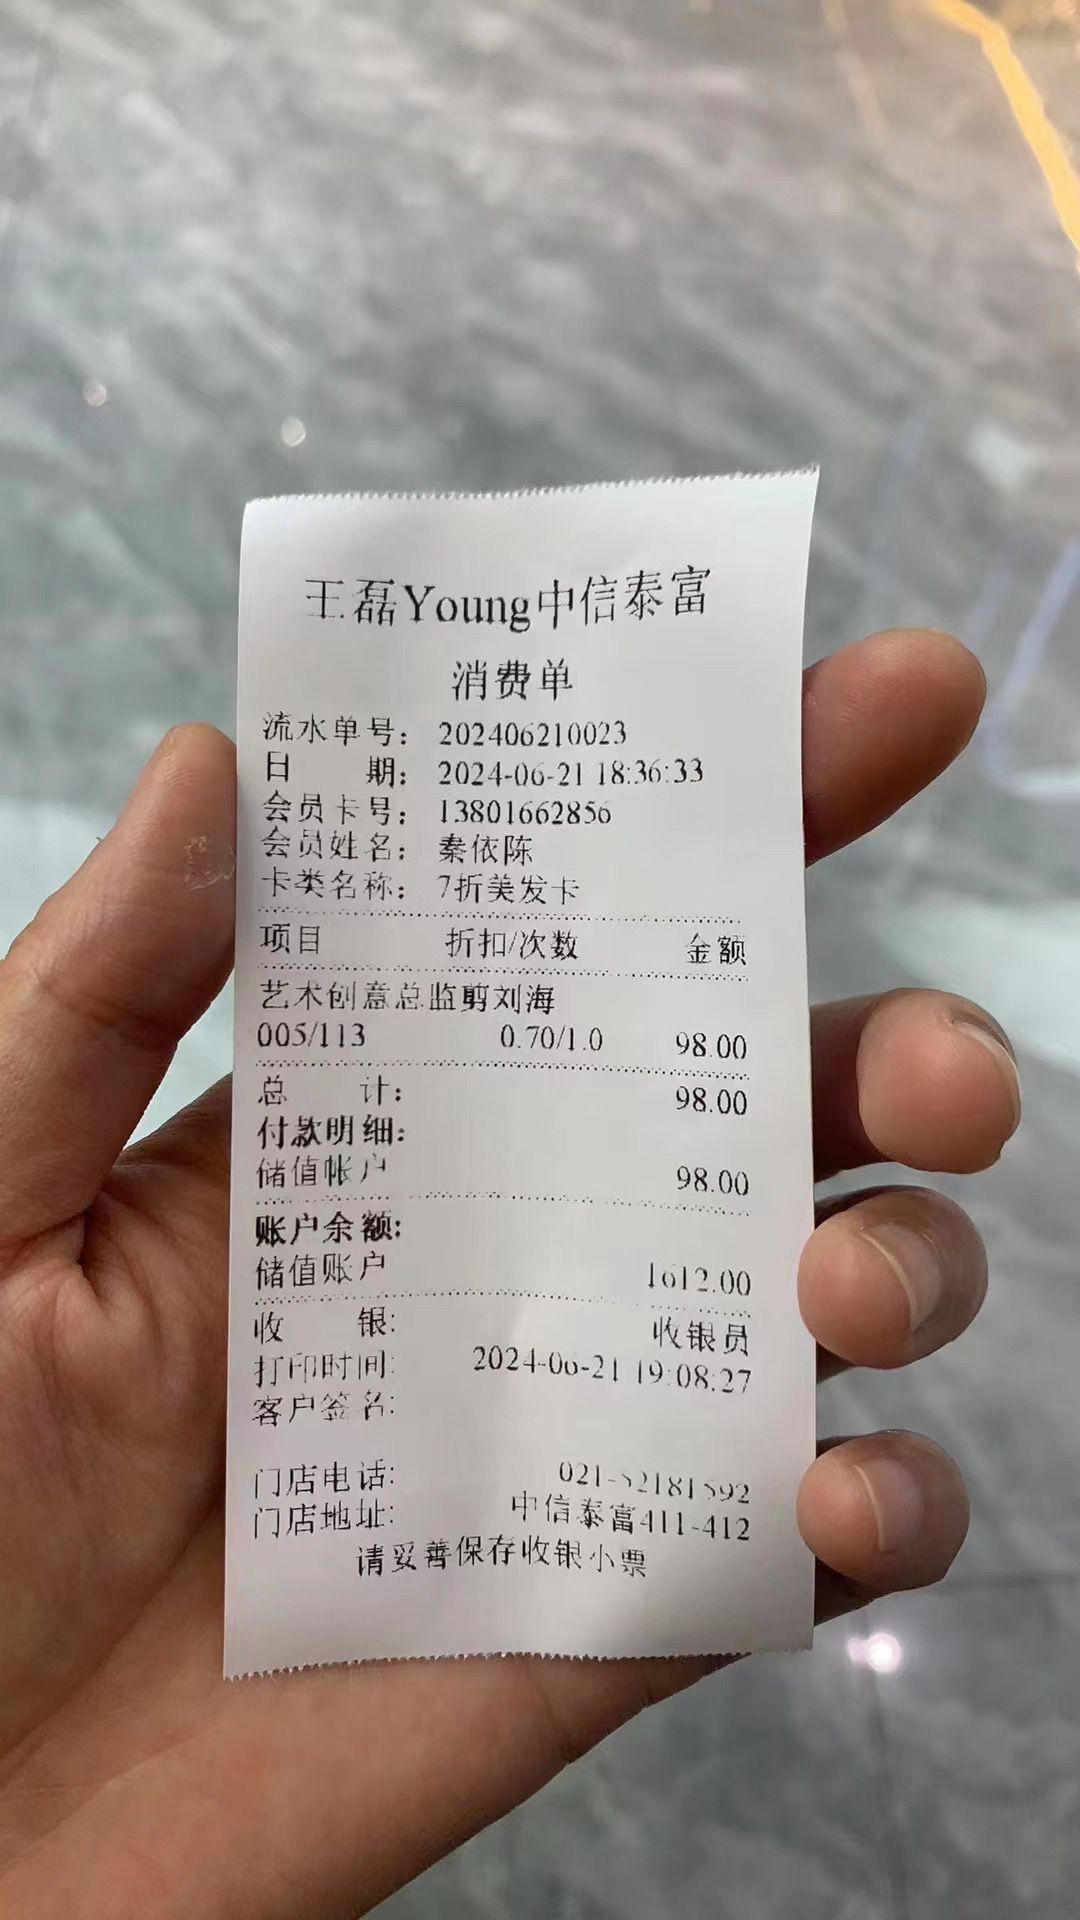 王磊Young中信泰富
消费单
流水单号： 202406210023
日 期： 2024-06-21 18:36:33
会员卡号： 13801662856
会员姓名： 秦依陈
卡类名称： 7折美发卡
项目 折扣/次数 金额
艺术创意总监剪刘海
005/113 0.70/1.0 98.00
总 计： 98.00
付款明细:
储值帐户 98.00
账户余额:
储值账户 1612.00
收 银: 收银员
打印时间: 2024-06-21 19:08:27
客户签名:
门店电话: 021-52181592
门店地址: 中信泰富411-412
请妥善保存收银小票